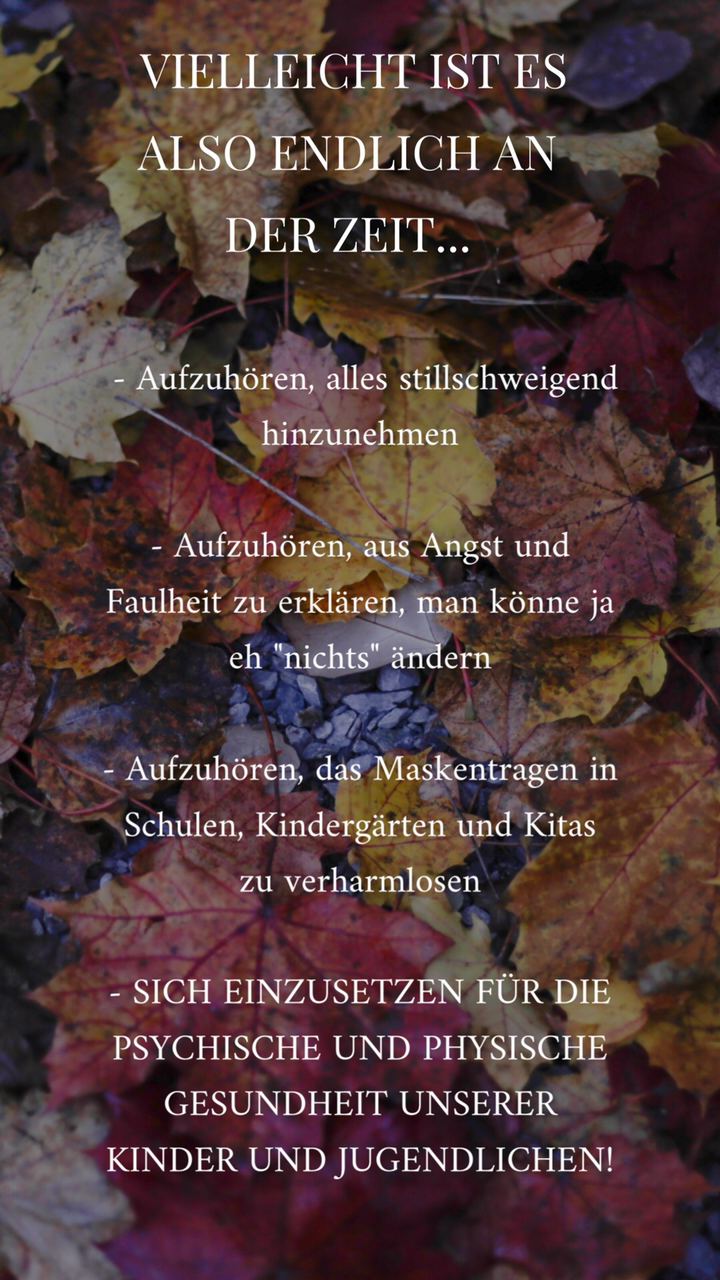 VIELLEICHT IST ES
ALSO ENDLICH AN
DER ZEIT...
- Aufzuhören, alles stillschweigend
hinzunehmen
- Aufzuhören, aus Angst und
Faulheit zu erklären, man könne ja
eh "nichts" ändern
- Aufzuhören, das Maskentragen in
Schulen, Kindergärten und Kitas
zu verharmlosen
- SICH EINZUSETZEN FÜR DIE
PSYCHISCHE UND PHYSISCHE
GESUNDHEIT UNSERER
KINDER UND JUGENDLICHEN!